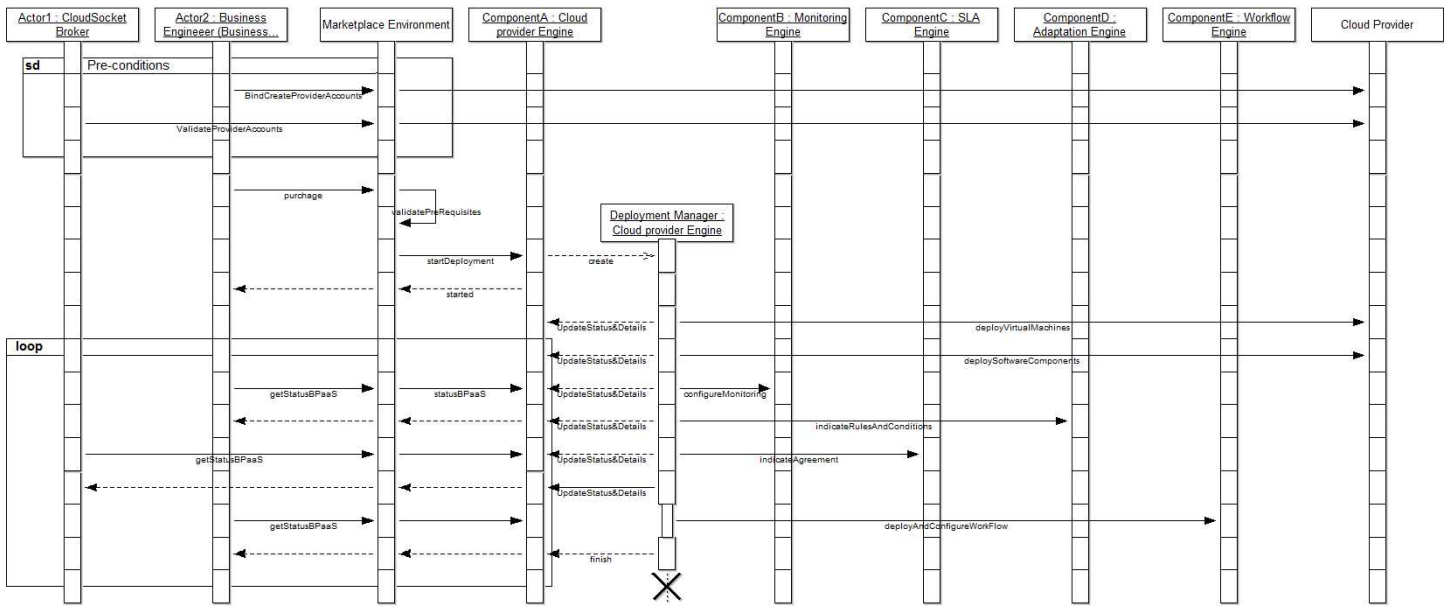 Actor1 : CloudSocket
Broker
Actor2 : Business
Engineeer (Business...
Marketplace Environment
ComponentA : Cloud
provider Engine
ComponentB : Monitoring
Engine
ComponentC : SLA
Engine
ComponentD :
Adaptation Engine
ComponentE : Workflow
Engine
Cloud Provider
sd
Pre-conditions
BindCreateProviderAccounts
ValidateProviderAccounts
purchage
validatePreRequisites
Deployment Manager :
Cloud provider Engine
startDeployment
create
started
UpdateStatus&Details
deployVirtualMachines
loop
UpdateStatus&Details
deploySoftwareComponents
getStatusBPaaS
statusBPaaS
UpdateStatus&Details
configureMonitoring
UpdateStatus&Details
indicateRulesAndConditions
getStatusBPaaS
UpdateStatus&Details
indicateAgreement
UpdateStatus&Details
getStatusBPaaS
deployAndConfigureWorkFlow
finish